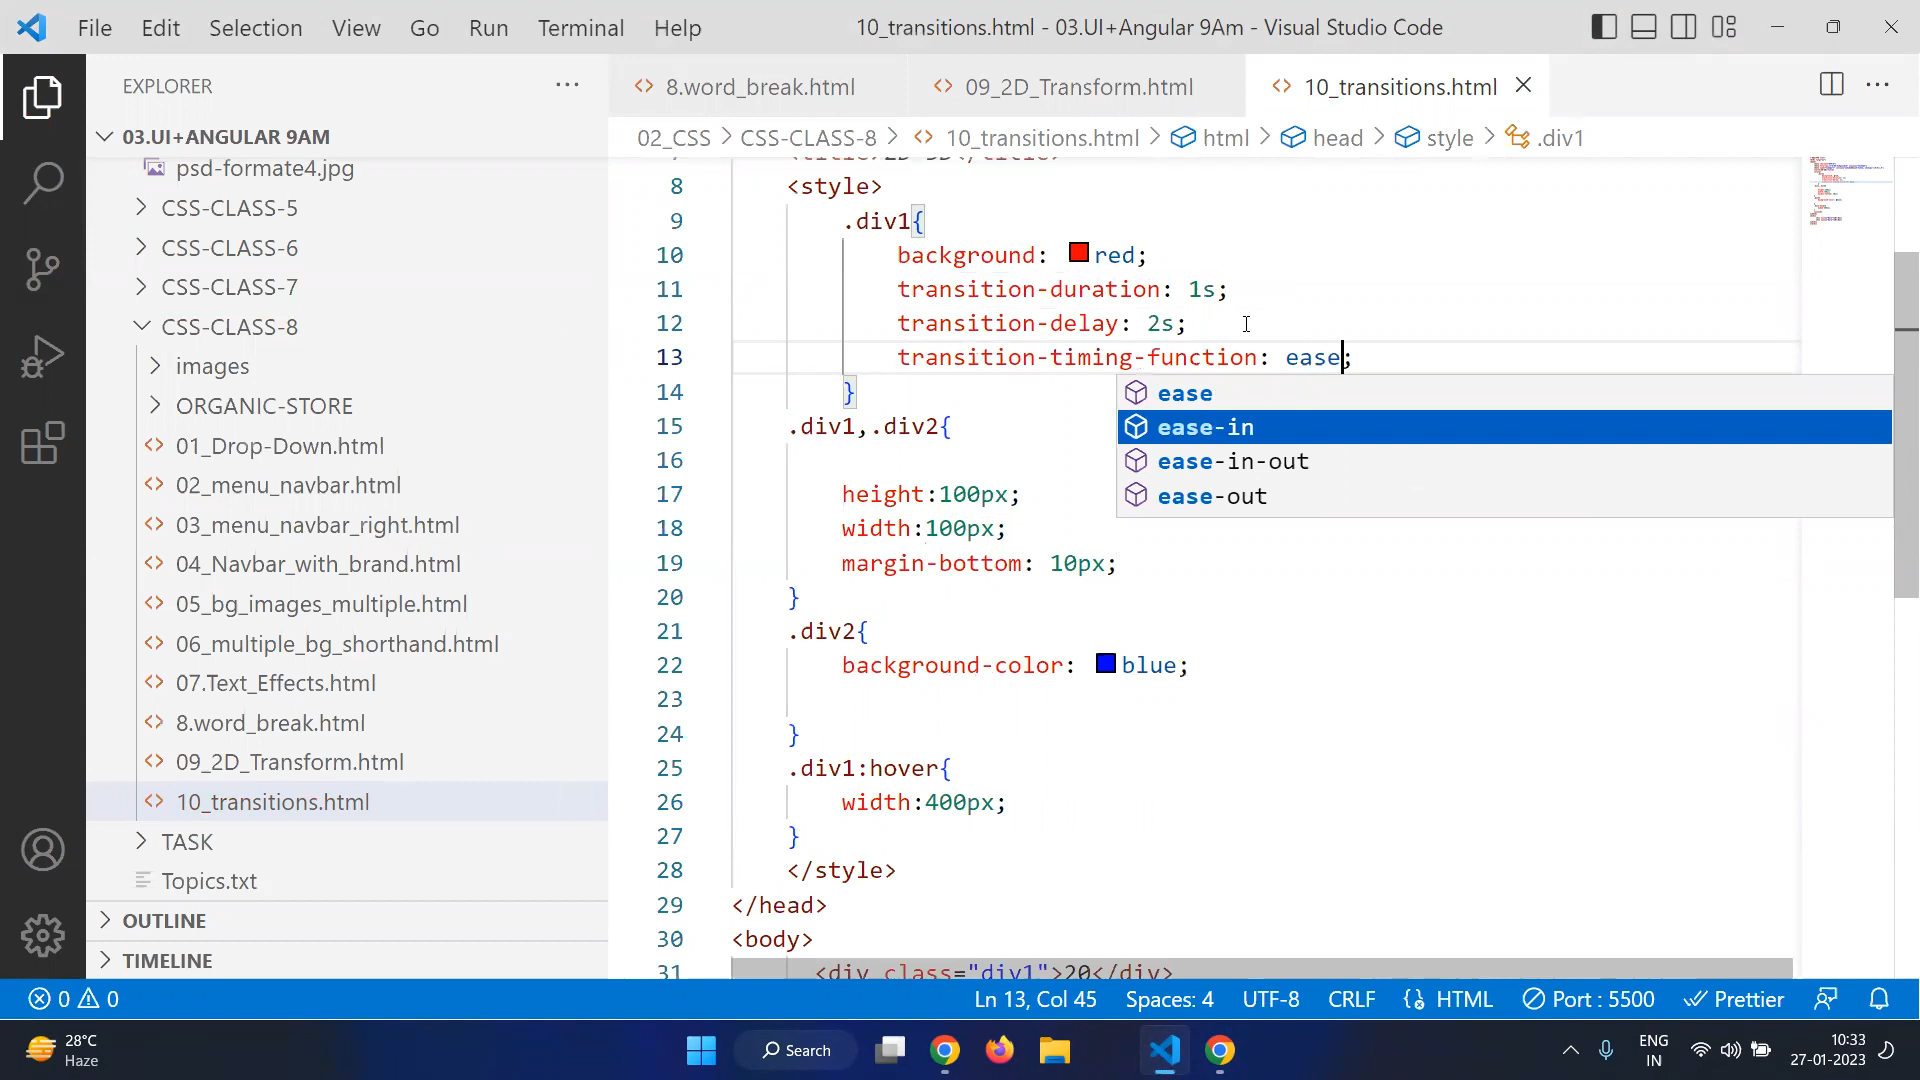 File Edit Selection View Go Run Terminal Help
10_transitions.html - 03.UI+Angular 9Am - Visual Studio Code
EXPLORER
8.word_break.html
09_2D_Transform.html
10_transitions.html
03.UI+ANGULAR 9AM
02_CSS > CSS-CLASS-8 > 10_transitions.html > html > head > style > .div1
psd-formate4.jpg
CSS-CLASS-5
CSS-CLASS-6
CSS-CLASS-7
CSS-CLASS-8
images
ORGANIC-STORE
01_Drop-Down.html
02_menu_navbar.html
03_menu_navbar_right.html
04_Navbar_with_brand.html
05_bg_images_multiple.html
06_multiple_bg_shorthand.html
07.Text_Effects.html
8.word_break.html
09_2D_Transform.html
10_transitions.html
TASK
Topics.txt
OUTLINE
TIMELINE
8 <style>
9 .div1{
10 background: red;
11 transition-duration: 1s;
12 transition-delay: 2s;
13 transition-timing-function: ease;
14 }
15 .div1,.div2{
16
17 height:100px;
18 width:100px;
19 margin-bottom: 10px;
20 }
21 .div2{
22 background-color: blue;
23
24 }
25 .div1:hover{
26 width:400px;
27 }
28 </style>
29 </head>
30 <body>
31 <div class="div1">20</div>
ease
ease-in
ease-in-out
ease-out
0 0
Ln 13, Col 45
Spaces: 4
UTF-8
CRLF
HTML
Port : 5500
Prettier
28°C
Haze
Search
ENG
IN
10:33
27-01-2023